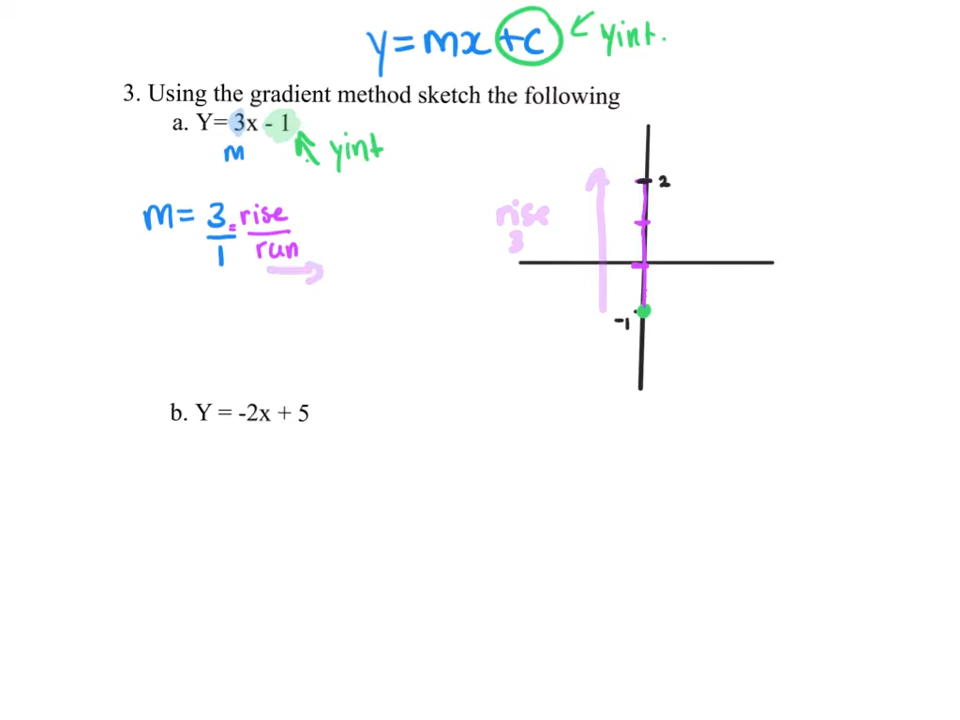 y=mx+c yint.
3. Using the gradient method sketch the following
a. Y= 3x - 1
m yint
m= 3/1 = rise/run
rise
3
2
-1
b. Y = -2x + 5